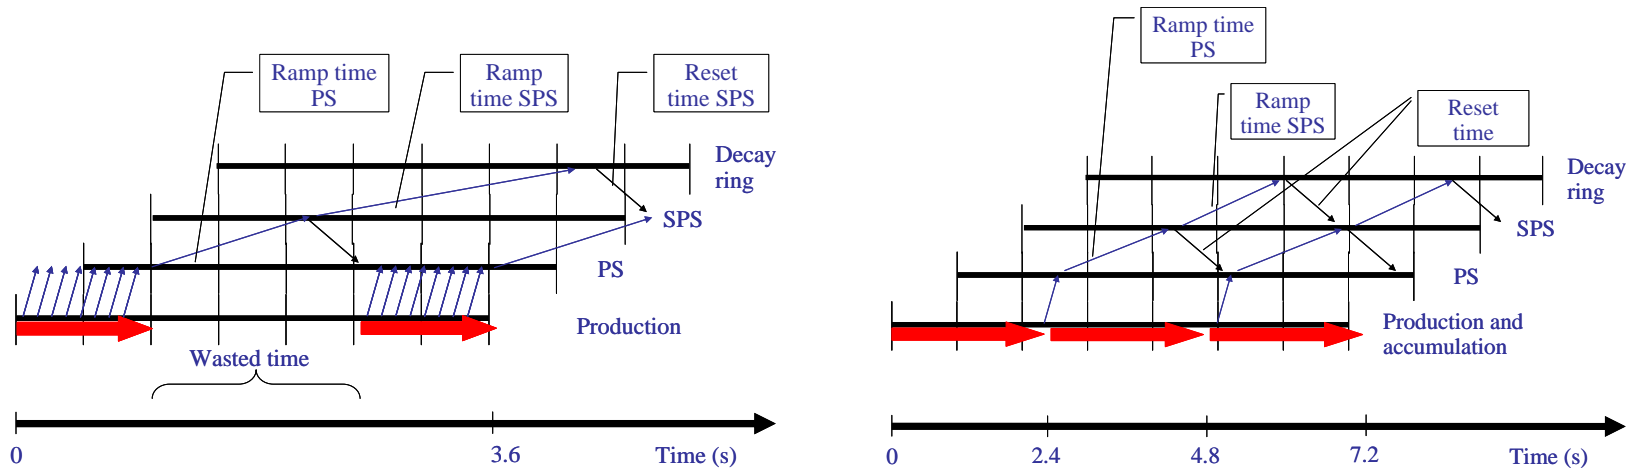 Ramp time
PS
Ramp
time SPS
Reset
time SPS
Decay
ring
SPS
PS
Production
Wasted time
0
3.6
Time (s)
Ramp time
PS
Ramp
time SPS
Reset
time
Decay
ring
SPS
PS
Production and
accumulation
0
2.4
4.8
7.2
Time (s)